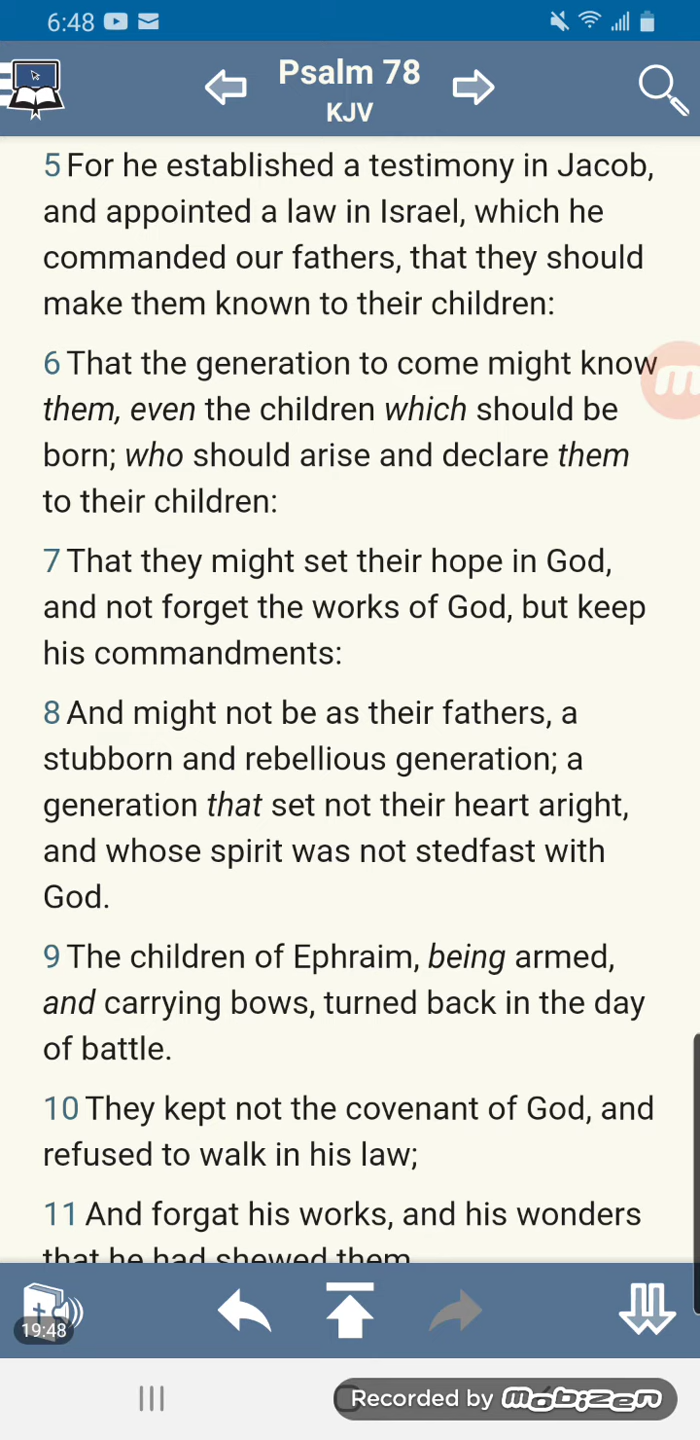 6:48
Psalm 78
KJV
5 For he established a testimony in Jacob,
and appointed a law in Israel, which he
commanded our fathers, that they should
make them known to their children:
6 That the generation to come might know
them, even the children which should be
born; who should arise and declare them
to their children:
7 That they might set their hope in God,
and not forget the works of God, but keep
his commandments:
8 And might not be as their fathers, a
stubborn and rebellious generation; a
generation that set not their heart aright,
and whose spirit was not stedfast with
God.
9 The children of Ephraim, being armed,
and carrying bows, turned back in the day
of battle.
10 They kept not the covenant of God, and
refused to walk in his law;
11 And forgat his works, and his wonders
that he had shewed them.
19:48
Recorded by mobizen